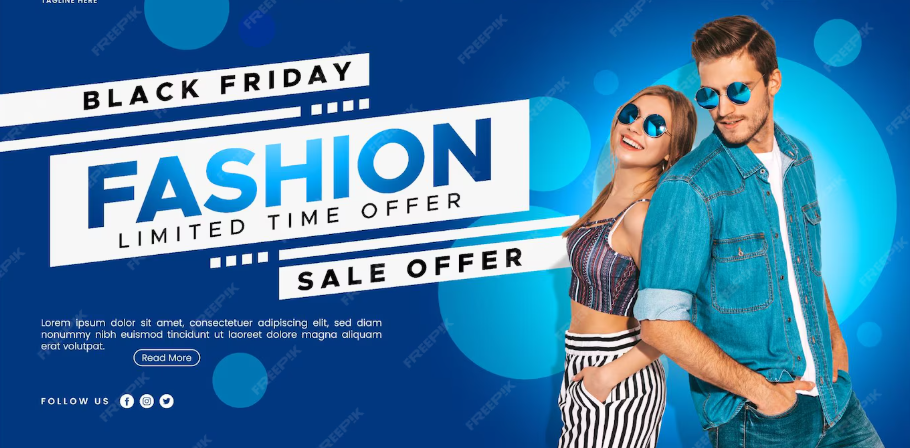 TAGLINE HERE
BLACK FRIDAY
FASHION
LIMITED TIME OFFER
SALE OFFER
Lorem ipsum dolor sit amet, consectetuer adipiscing elit, sed diam
nonummy nibh euismod tincidunt ut laoreet dolore magna aliquam
erat volutpat.
Read More
FOLLOW US
FREEPIK